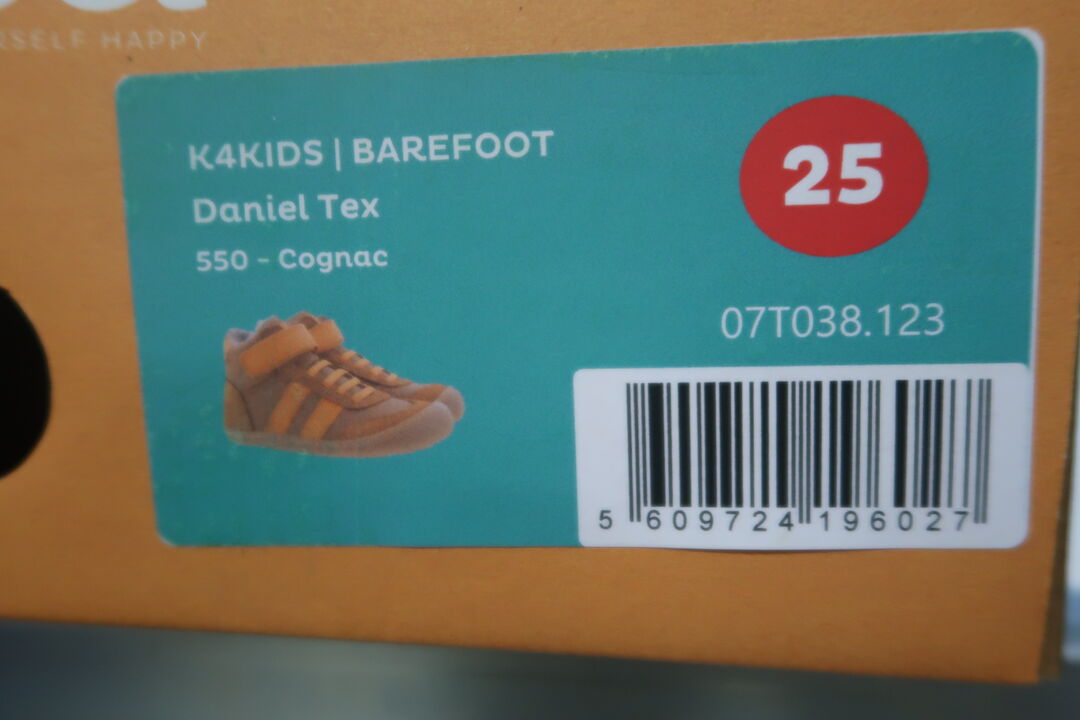 RSELF HAPPY
K4KIDS | BAREFOOT
Daniel Tex
550 - Cognac
25
07T038.123
5 609724 196027